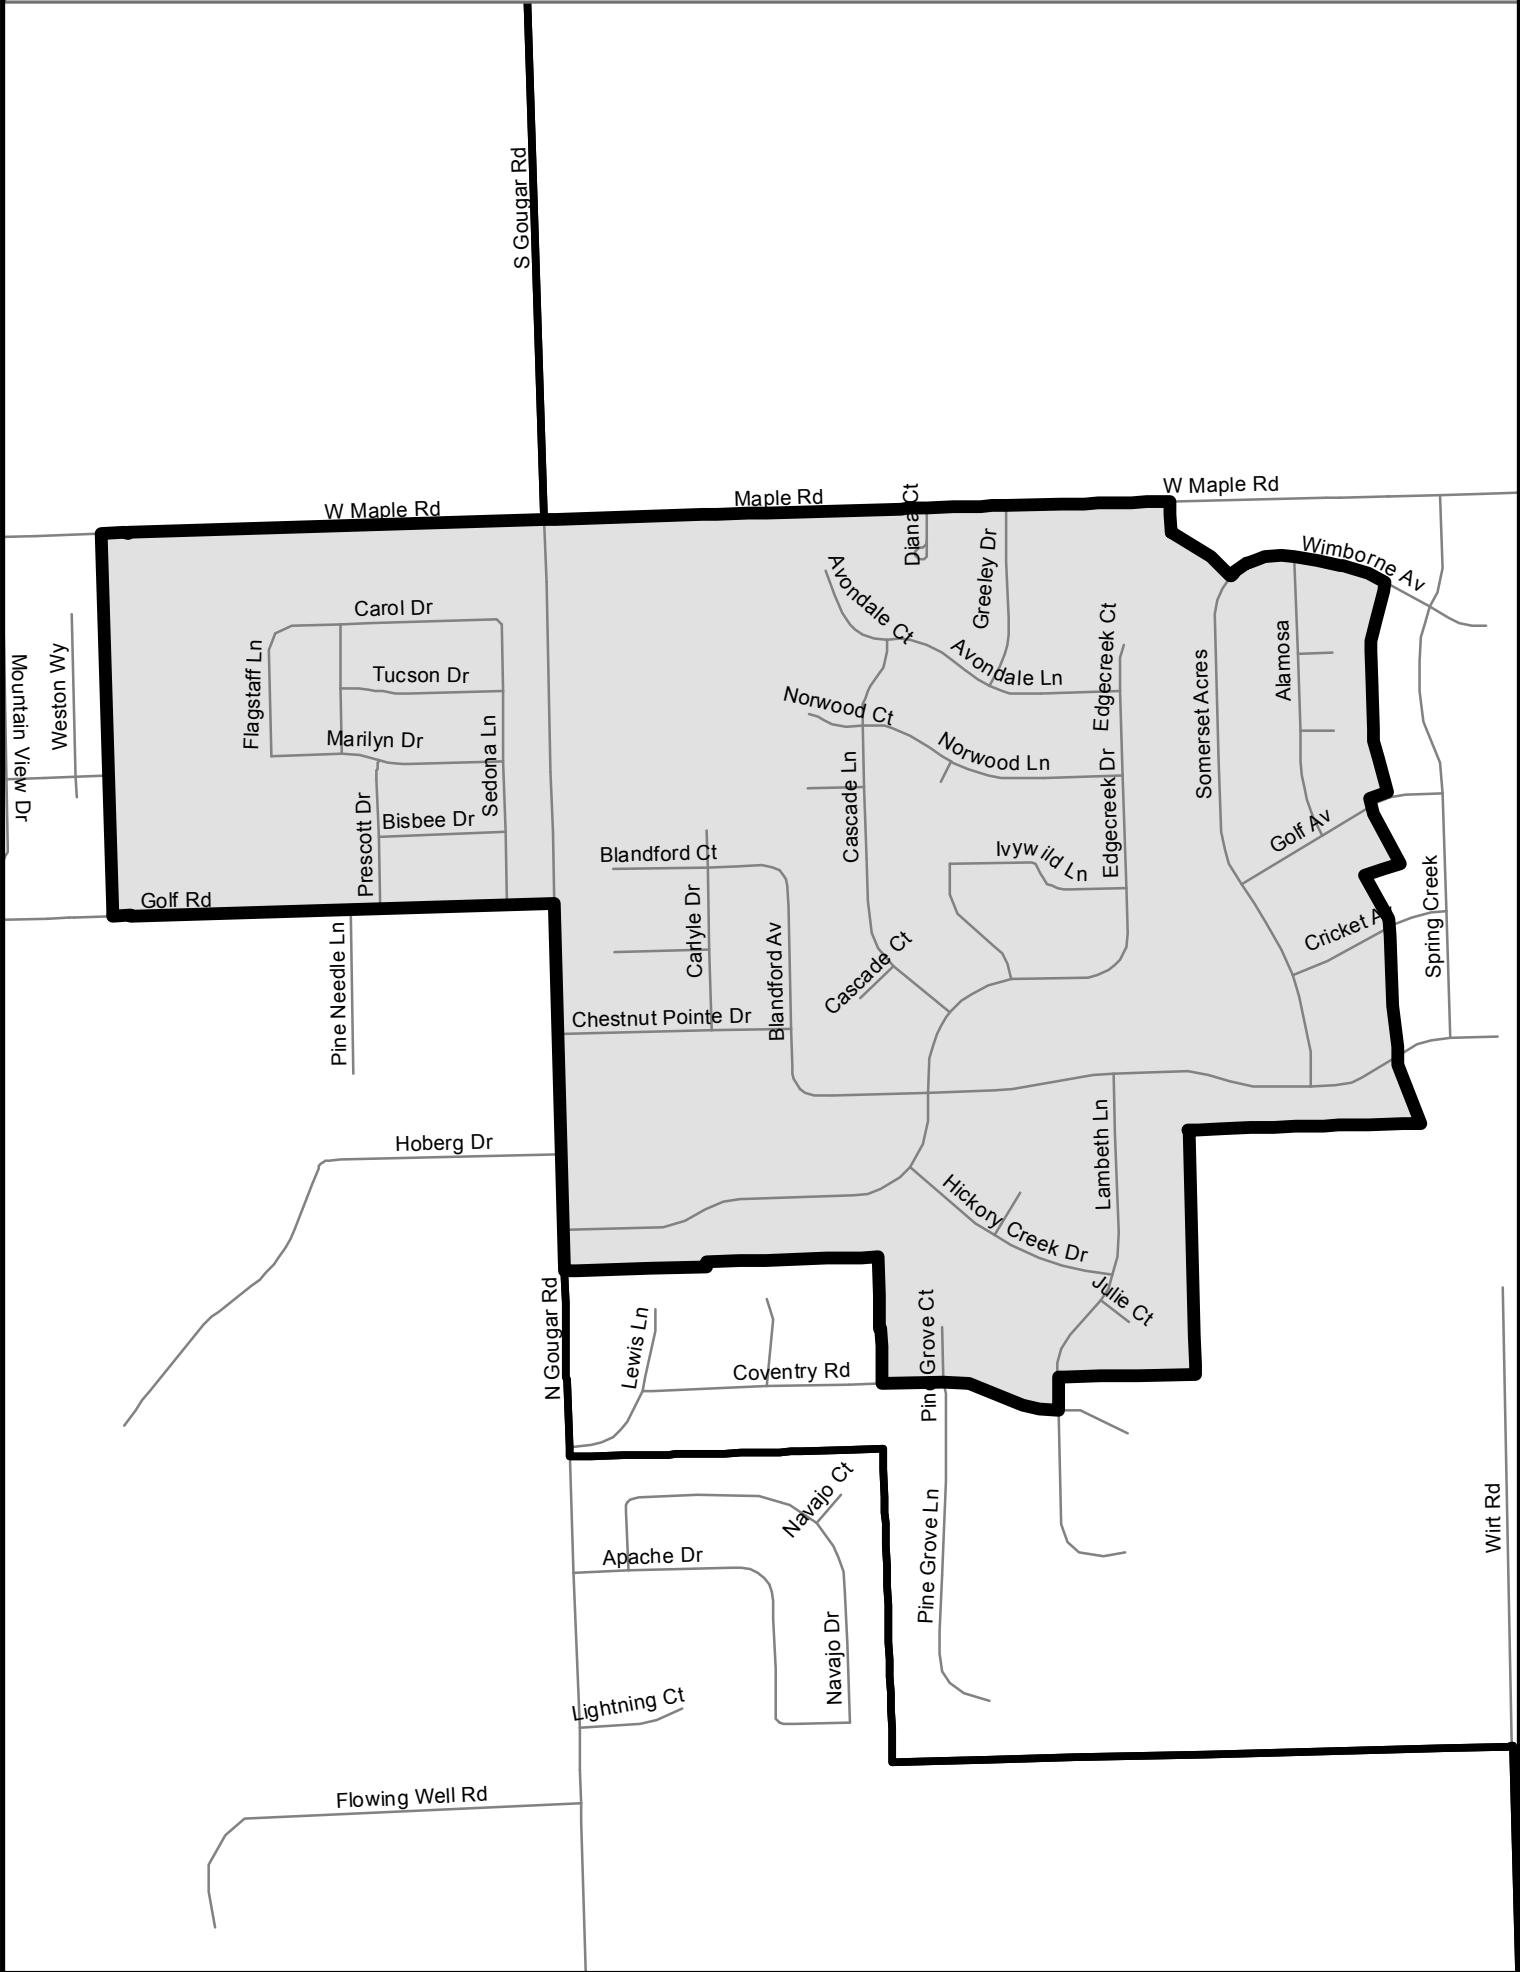 S Gougar Rd
W Maple Rd
Maple Rd
W Maple Rd
Diana Ct
Wimborne Av
Greeley Dr
Avondale Ct
Carol Dr
Edgecreek Ct
Alamosa
Flagstaff Ln
Weston Wy
Mountain View Dr
Tucson Dr
Avondale Ln
Somerset Acres
Norwood Ct
Marilyn Dr
Sedona Ln
Norwood Ln
Cascade Ln
Edgecreek Dr
Prescott Dr
Bisbee Dr
Golf Av
Blandford Ct
Ivywild Ln
Spring Creek
Golf Rd
Carlyle Dr
Blandford Av
Cricket Av
Pine Needle Ln
Cascade Ct
Chestnut Pointe Dr
Lambeth Ln
Hoberg Dr
Hickory Creek Dr
Julie Ct
N Gougar Rd
Lewis Ln
Pine Grove Ct
Coventry Rd
Navajo Ct
Wirt Rd
Pine Grove Ln
Apache Dr
Navajo Dr
Lightning Ct
Flowing Well Rd